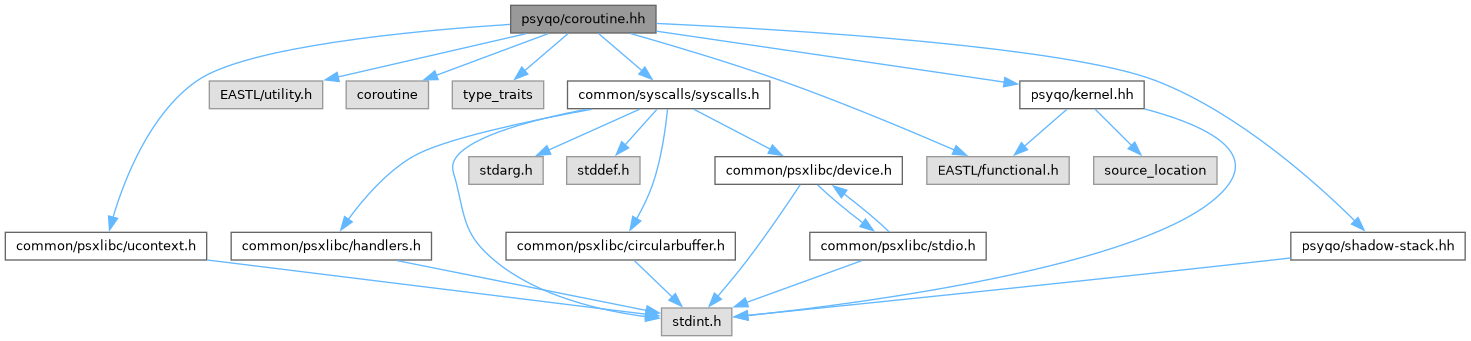 psyqo/coroutine.hh
EASTL/utility.h
coroutine
type_traits
common/syscalls/syscalls.h
psyqo/kernel.hh
stdarg.h
stddef.h
common/psxlibc/device.h
EASTL/functional.h
source_location
common/psxlibc/ucontext.h
common/psxlibc/handlers.h
common/psxlibc/circularbuffer.h
common/psxlibc/stdio.h
psyqo/shadow-stack.hh
stdint.h